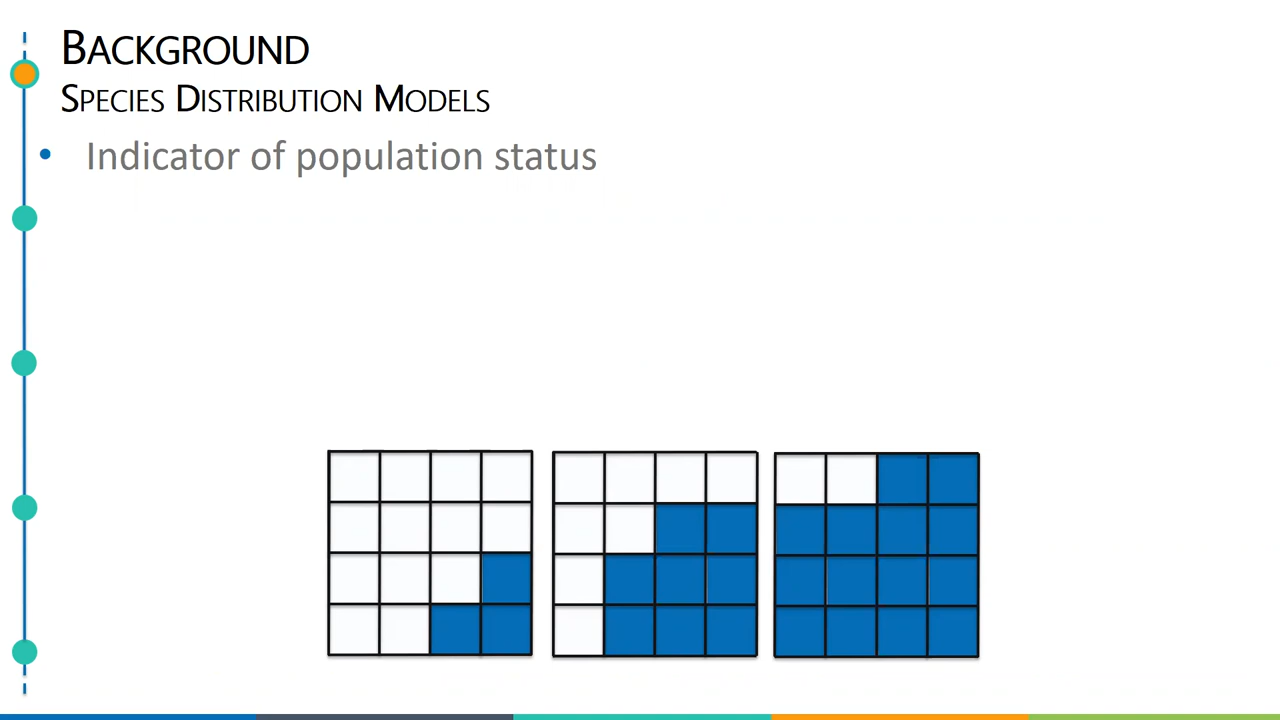 BACKGROUND
SPECIES DISTRIBUTION MODELS
• Indicator of population status